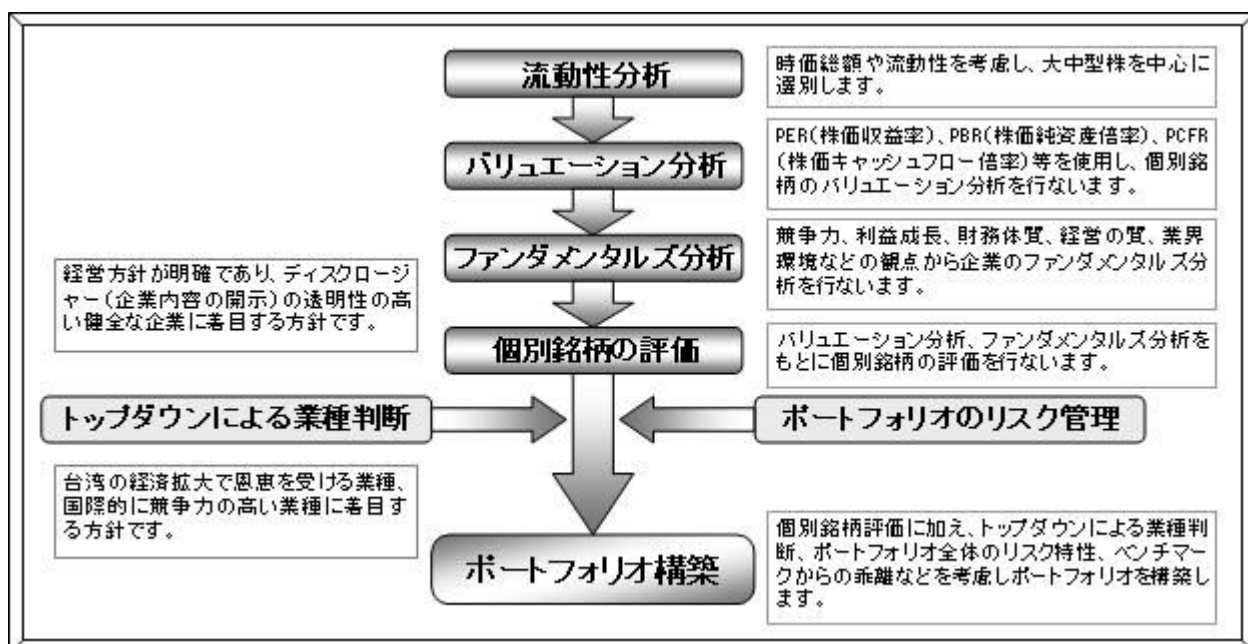 流動性分析
時価総額や流動性を考慮し、大中型株を中心に
選別します。
バリュエーション分析
PER(株価収益率)、PBR(株価純資産倍率)、PCFR
(株価キャッシュフロー倍率)等を使用し、個別銘
柄のバリュエーション分析を行ないます。
ファンダメンタルズ分析
競争力、利益成長、財務体質、経営の質、業界
環境などの観点から企業のファンダメンタルズ分
析を行ないます。
経営方針が明確であり、ディスクロージ
ャー(企業内容の開示)の透明性の高
い健全な企業に着目する方針です。
個別銘柄の評価
バリュエーション分析、ファンダメンタルズ分析を
もとに個別銘柄の評価を行ないます。
トップダウンによる業種判断
ポートフォリオのリスク管理
台湾の経済拡大で恩恵を受ける業種、
国際的に競争力の高い業種に着目す
る方針です。
ポートフォリオ構築
個別銘柄評価に加え、トップダウンによる業種判
断、ポートフォリオ全体のリスク特性、ベンチマー
クからの乖離などを考慮しポートフォリオを構築し
ます。